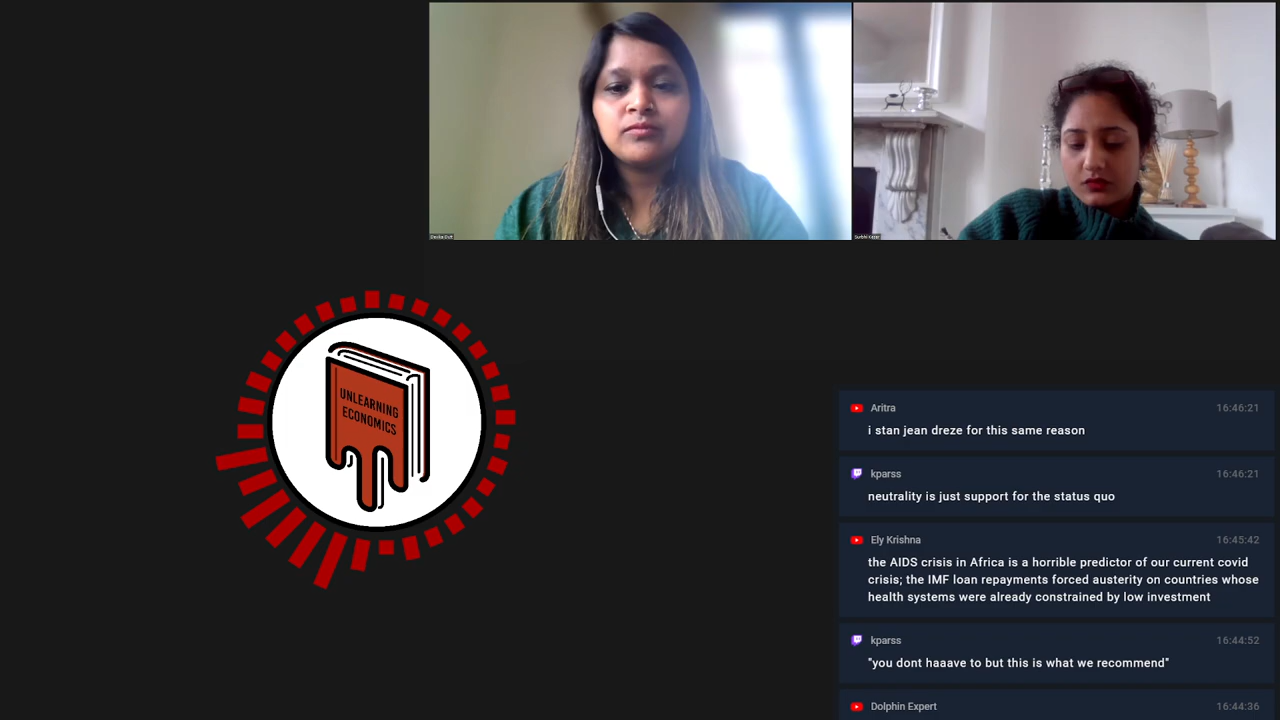 Devika Dutt
Surbhi Kesar
UNLEARNING
ECONOMICS
Aritra 16:46:21
i stan jean dreze for this same reason
kparss 16:46:21
neutrality is just support for the status quo
Ely Krishna 16:45:42
the AIDS crisis in Africa is a horrible predictor of our current covid
crisis; the IMF loan repayments forced austerity on countries whose
health systems were already constrained by low investment
kparss 16:44:52
"you dont haaave to but this is what we recommend"
Dolphin Expert 16:44:36